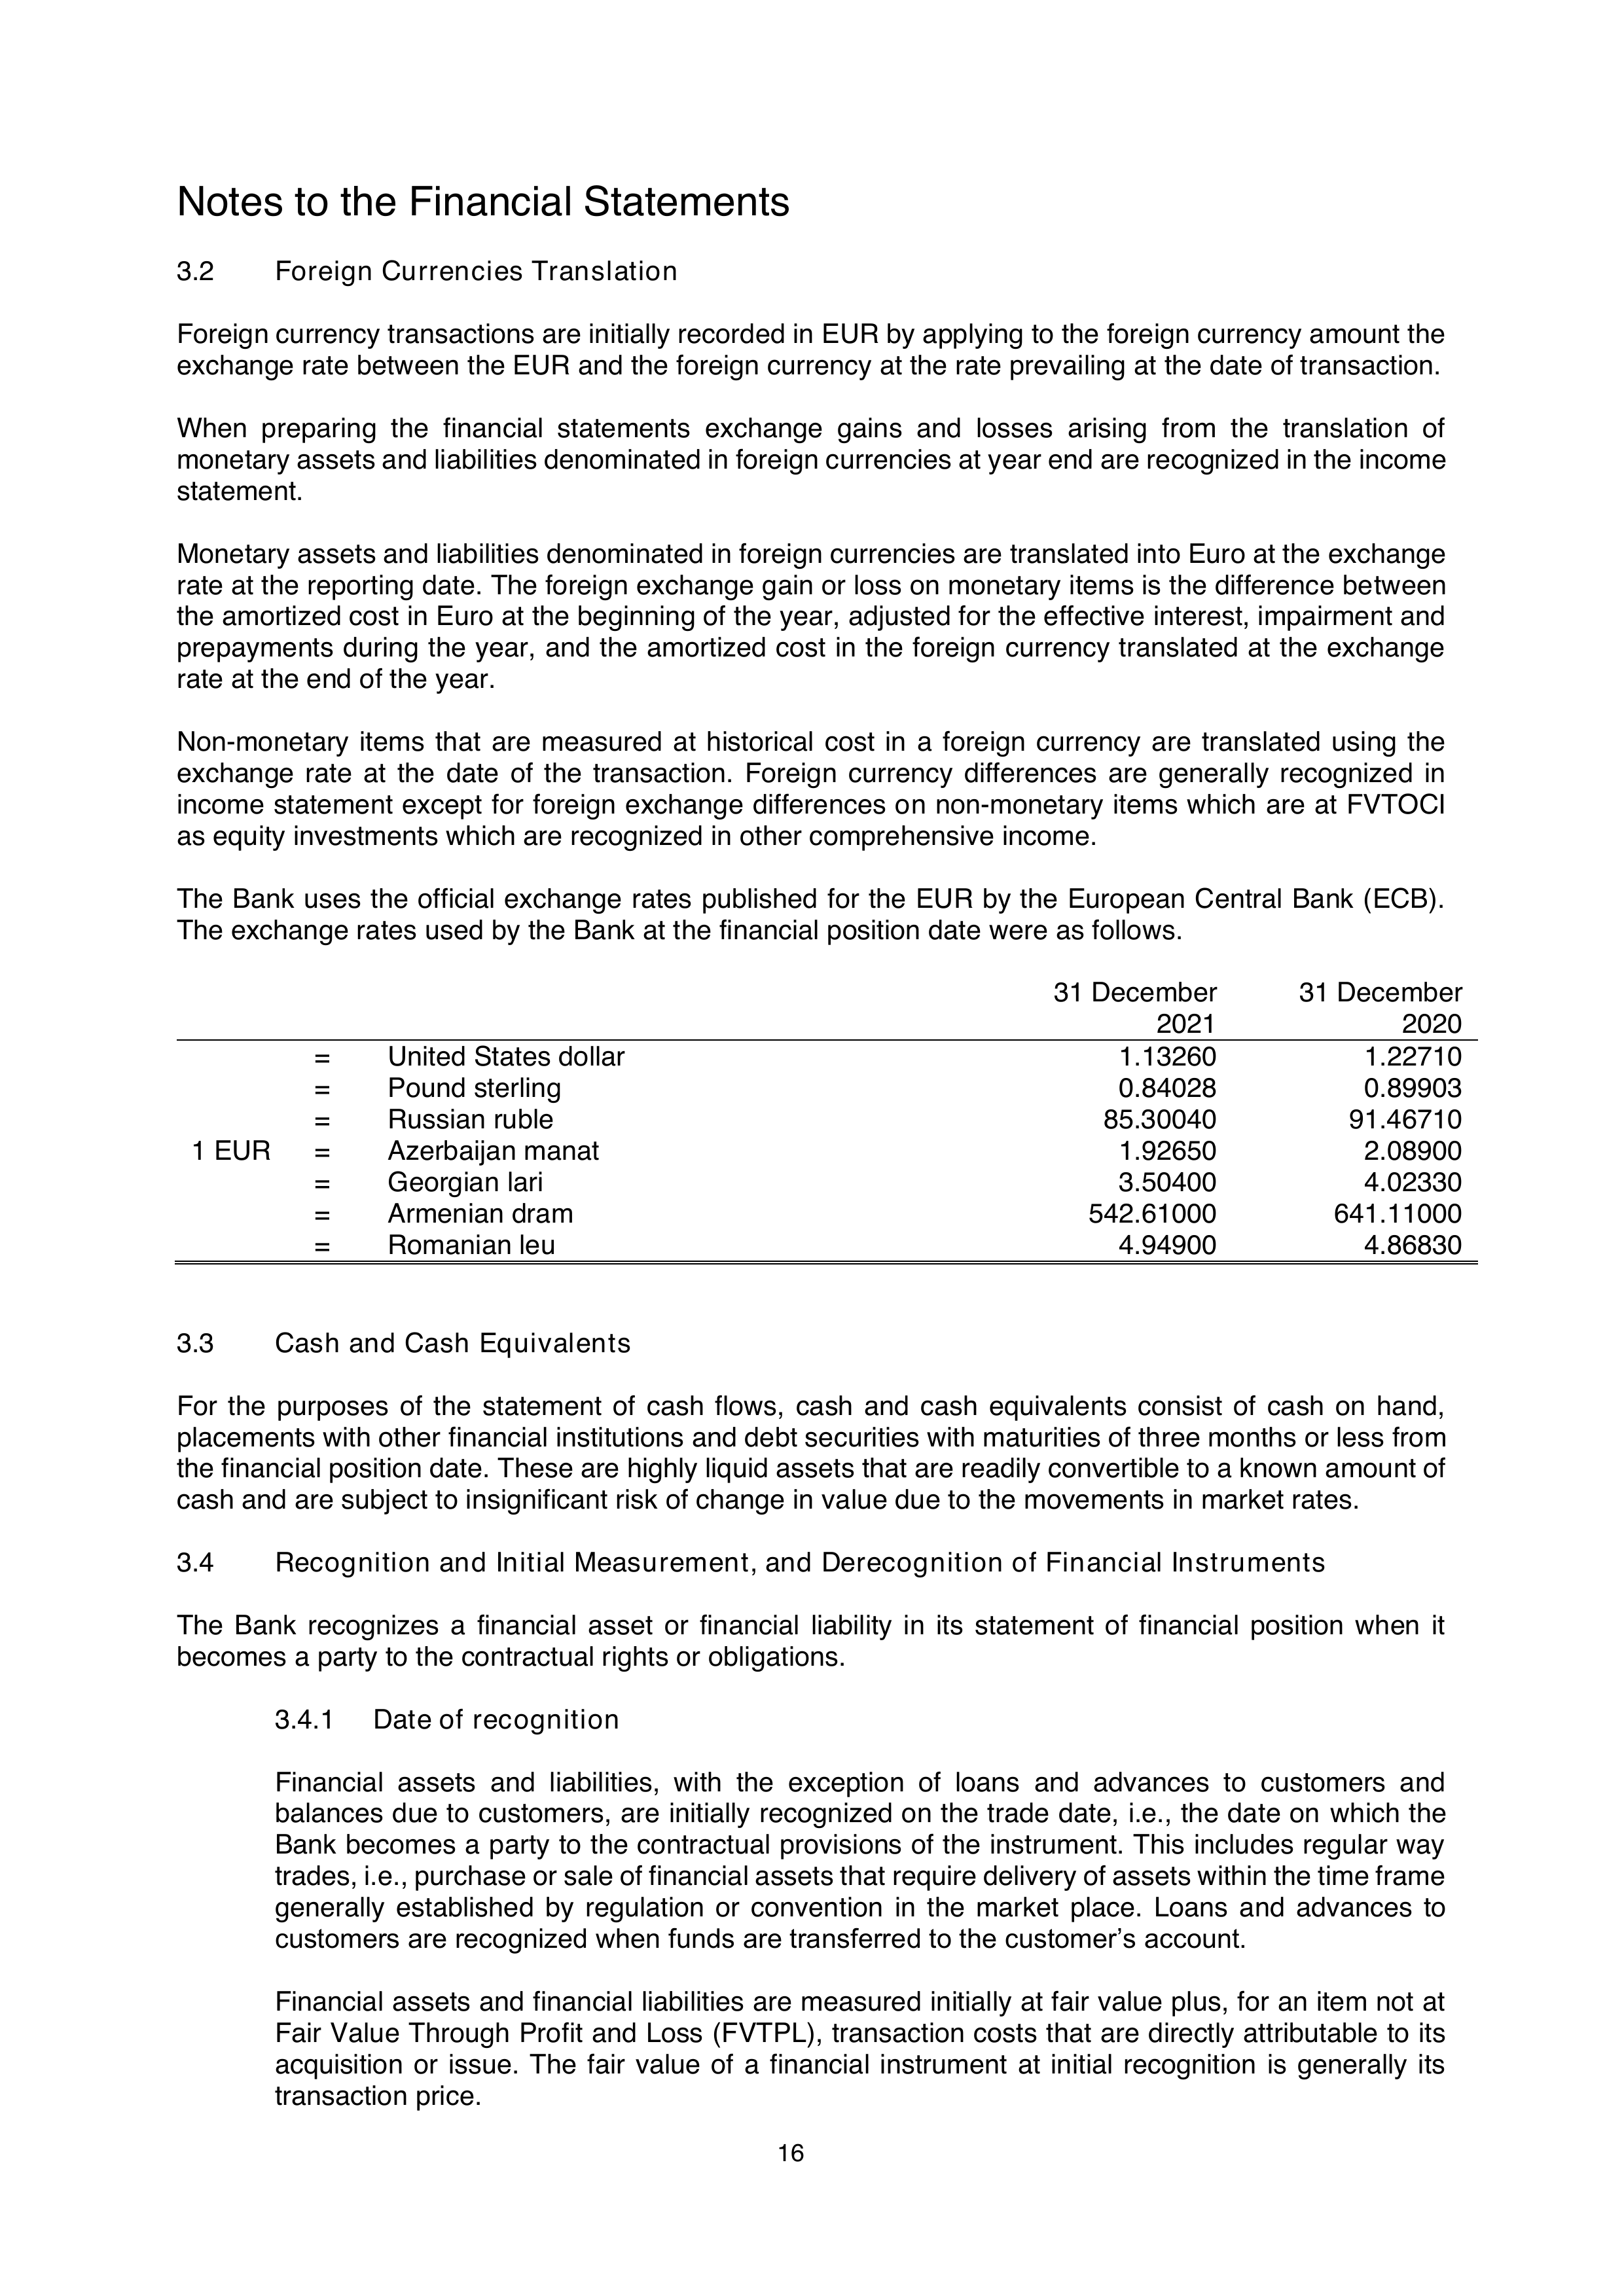 Notes to the Financial Statements
3.2 Foreign Currencies Translation
Foreign currency transactions are initially recorded in EUR by applying to the foreign currency amount the
exchange rate between the EUR and the foreign currency at the rate prevailing at the date of transaction.
When preparing the financial statements exchange gains and losses arising from the translation of
monetary assets and liabilities denominated in foreign currencies at year end are recognized in the income
statement.
Monetary assets and liabilities denominated in foreign currencies are translated into Euro at the exchange
rate at the reporting date. The foreign exchange gain or loss on monetary items is the difference between
the amortized cost in Euro at the beginning of the year, adjusted for the effective interest, impairment and
prepayments during the year, and the amortized cost in the foreign currency translated at the exchange
rate at the end of the year.
Non-monetary items that are measured at historical cost in a foreign currency are translated using the
exchange rate at the date of the transaction. Foreign currency differences are generally recognized in
income statement except for foreign exchange differences on non-monetary items which are at FVTOCI
as equity investments which are recognized in other comprehensive income.
The Bank uses the official exchange rates published for the EUR by the European Central Bank (ECB).
The exchange rates used by the Bank at the financial position date were as follows.
31 December 31 December
2021 2020
= United States dollar 1.13260 1.22710
= Pound sterling 0.84028 0.89903
= Russian ruble 85.30040 91.46710
1 EUR = Azerbaijan manat 1.92650 2.08900
= Georgian lari 3.50400 4.02330
= Armenian dram 542.61000 641.11000
= Romanian leu 4.94900 4.86830
3.3 Cash and Cash Equivalents
For the purposes of the statement of cash flows, cash and cash equivalents consist of cash on hand,
placements with other financial institutions and debt securities with maturities of three months or less from
the financial position date. These are highly liquid assets that are readily convertible to a known amount of
cash and are subject to insignificant risk of change in value due to the movements in market rates.
3.4 Recognition and Initial Measurement, and Derecognition of Financial Instruments
The Bank recognizes a financial asset or financial liability in its statement of financial position when it
becomes a party to the contractual rights or obligations.
3.4.1 Date of recognition
Financial assets and liabilities, with the exception of loans and advances to customers and
balances due to customers, are initially recognized on the trade date, i.e., the date on which the
Bank becomes a party to the contractual provisions of the instrument. This includes regular way
trades, i.e., purchase or sale of financial assets that require delivery of assets within the time frame
generally established by regulation or convention in the market place. Loans and advances to
customers are recognized when funds are transferred to the customer’s account.
Financial assets and financial liabilities are measured initially at fair value plus, for an item not at
Fair Value Through Profit and Loss (FVTPL), transaction costs that are directly attributable to its
acquisition or issue. The fair value of a financial instrument at initial recognition is generally its
transaction price.
16